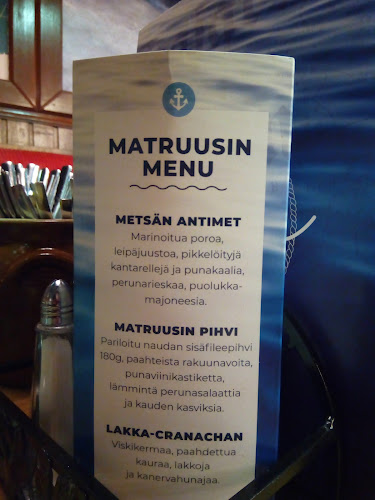 MATRUUSIN
MENU
METSÄN ANTIMET
Marinoitua poroa,
leipäjuustoa, pikkelöityjä
kantarellejä ja punakaalia,
perunarieskaa, puolukka-
majoneesia.
MATRUUSIN PIHVI
Pariloitu naudan sisäfileepihvi
180g, paahteista rakuunavoita,
punaviinikastiketta,
lämmintä perunasalaattia
ja kauden kasviksia.
LAKKA-CRANACHAN
Viskikermaa, paahdettua
kauraa, lakkoja
ja kanervahunajaa.